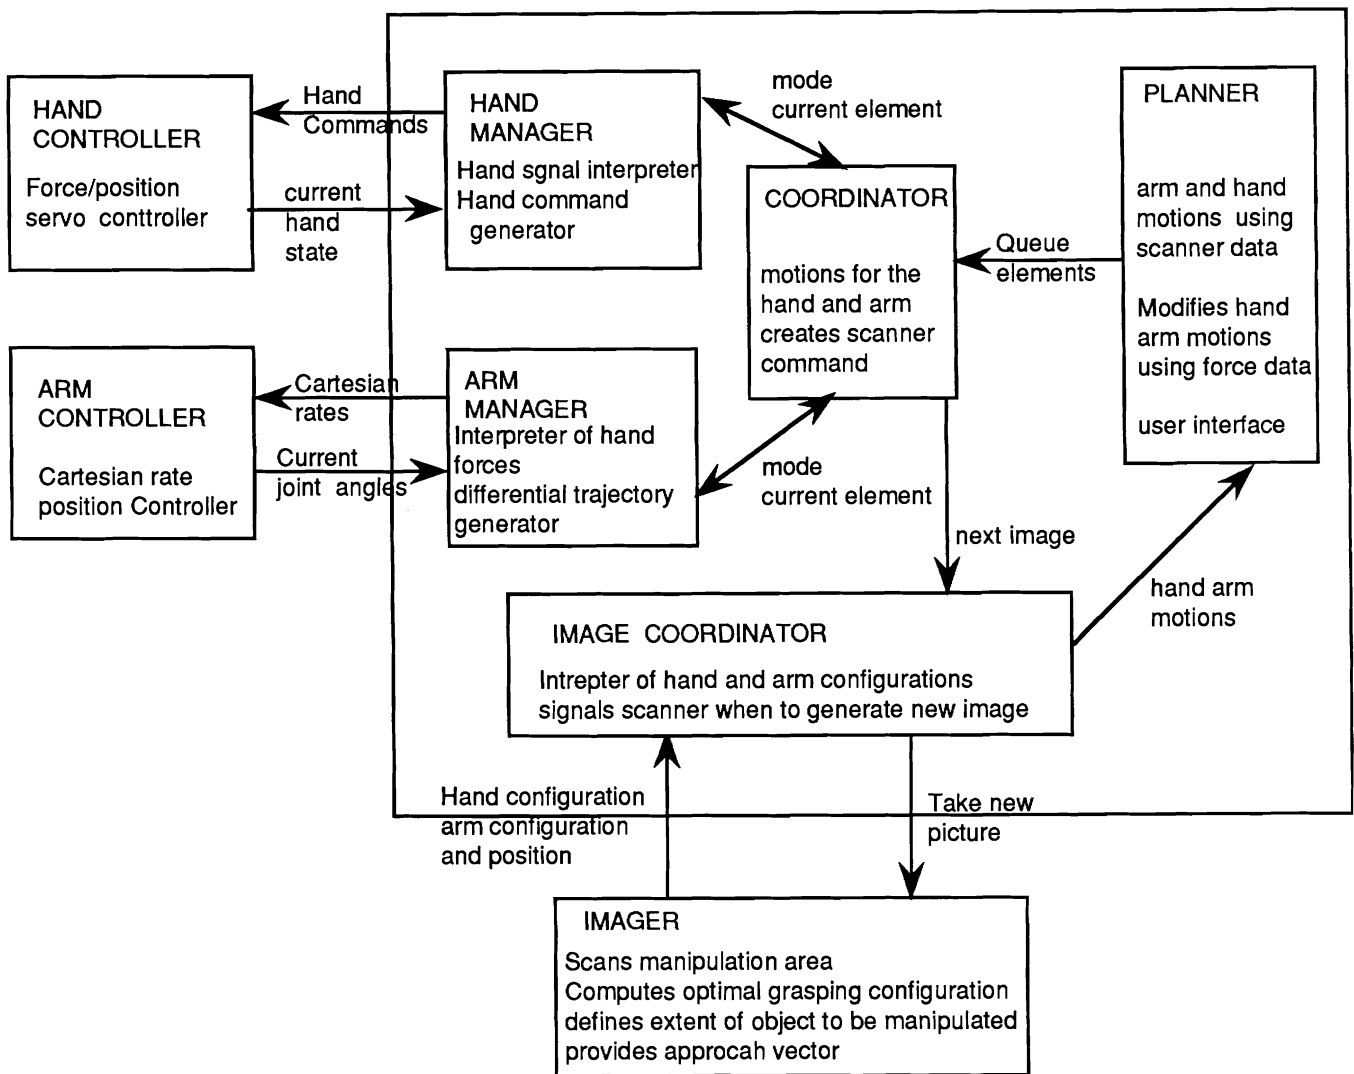 HAND
CONTROLLER
Force/position
servo conttroller
Hand
Commands
current
hand
state
HAND
MANAGER
Hand sgnal interpreter
Hand command
generator
mode
current element
COORDINATOR
motions for the
hand and arm
creates scanner
command
Queue
elements
PLANNER
arm and hand
motions using
scanner data
Modifies hand
arm motions
using force data
user interface
ARM
CONTROLLER
Cartesian rate
position Controller
Cartesian
rates
Current
joint angles
ARM
MANAGER
Interpreter of hand
forces
differential trajectory
generator
mode
current element
next image
hand arm
motions
IMAGE COORDINATOR
Intrepter of hand and arm configurations
signals scanner when to generate new image
Hand configuration
arm configuration
and position
Take new
picture
IMAGER
Scans manipulation area
Computes optimal grasping configuration
defines extent of object to be manipulated
provides approcah vector